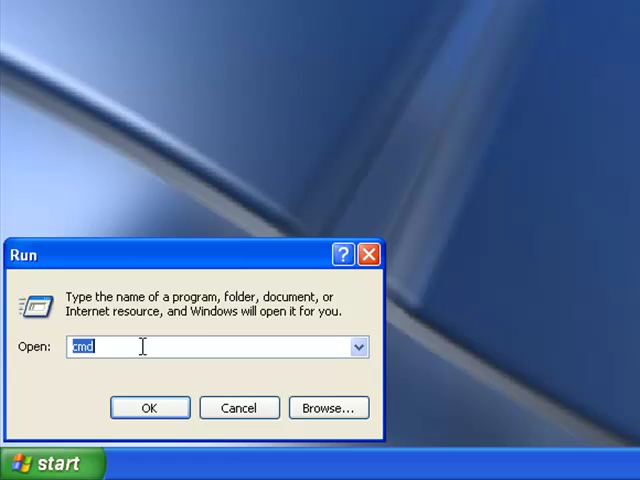 Run
Type the name of a program, folder, document, or
Internet resource, and Windows will open it for you.
Open: cmd
OK Cancel Browse...
start